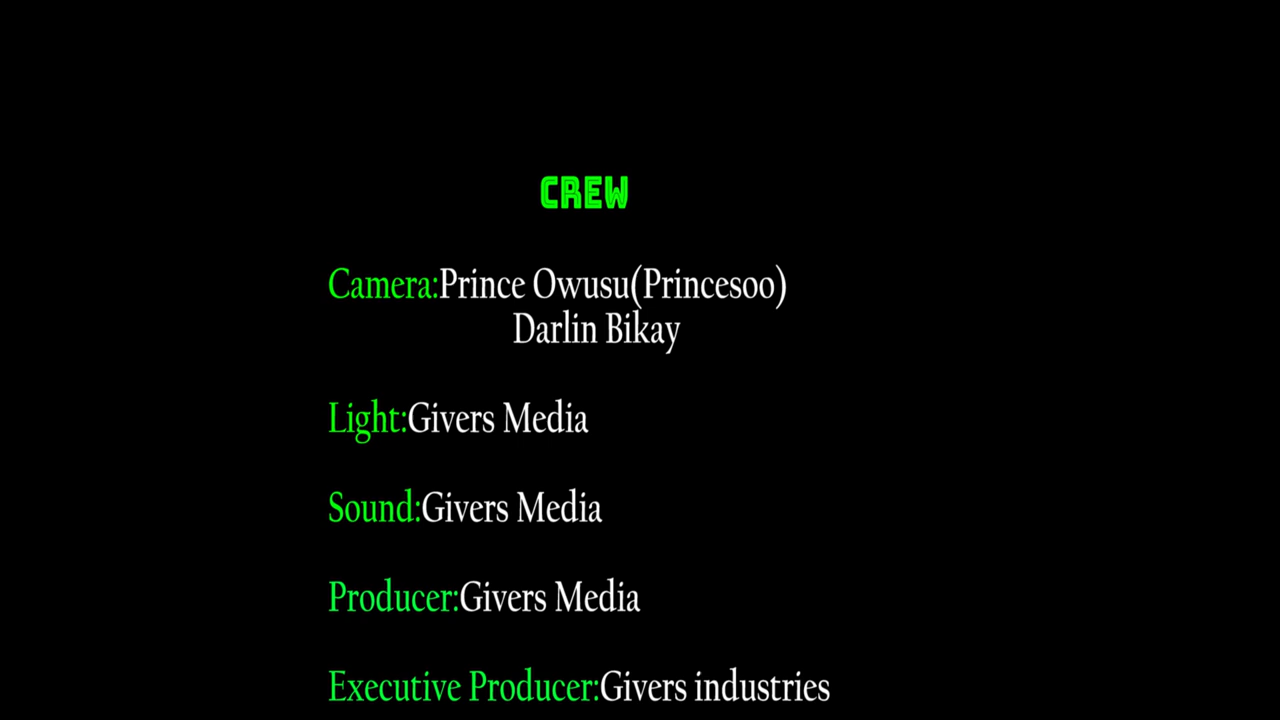 CREW
Camera:Prince Owusu(Princesoo)
Darlin Bikay
Light:Givers Media
Sound:Givers Media
Producer:Givers Media
Executive Producer:Givers industries